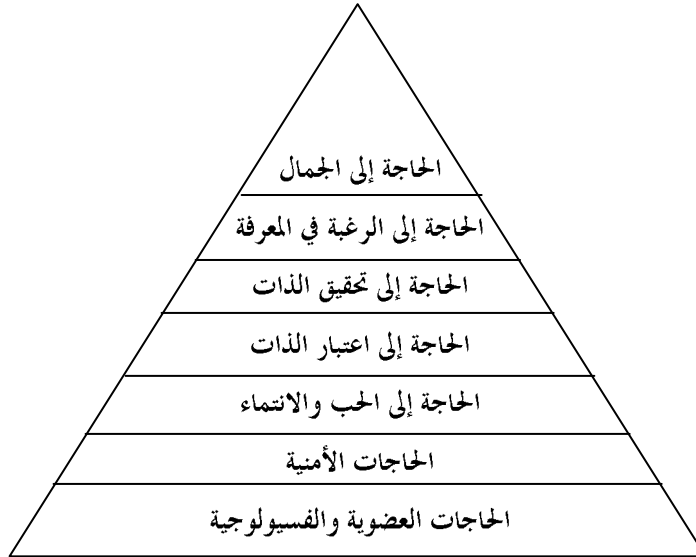 الحاجة إلى الجمال
الحاجة إلى الرغبة في المعرفة
الحاجة إلى تحقيق الذات
الحاجة إلى اعتبار الذات
الحاجة إلى الحب والانتماء
الحاجات الأمنية
الحاجات العضوية والفسيولوجية